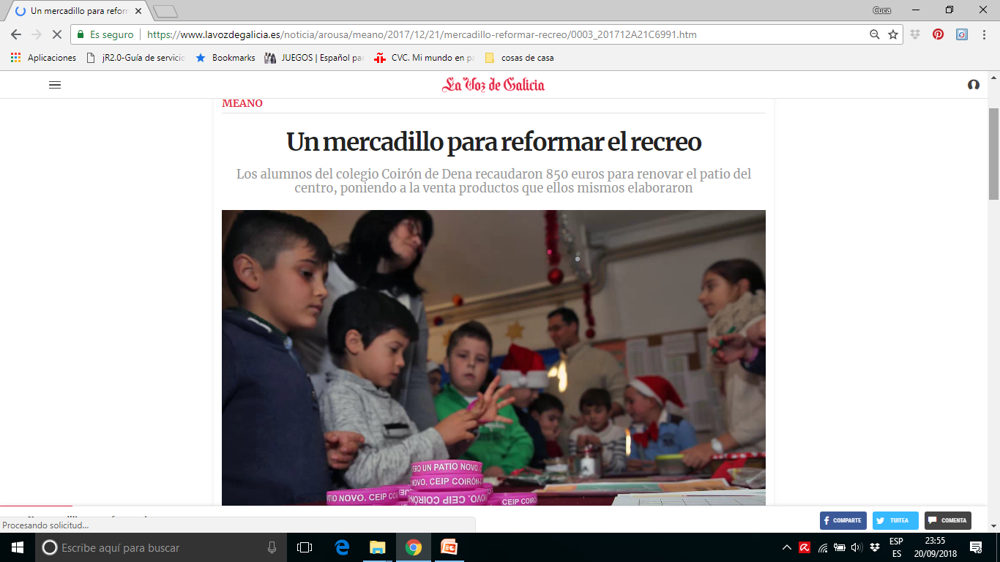 Un mercadillo para reform
Cuca
Es seguro
https://www.lavozdegalicia.es/noticia/arousa/meano/2017/12/21/mercadillo-reformar-recreo/0003_201712A21C6991.htm
Aplicaciones
jR2.0-Guía de servicio
Bookmarks
JUEGOS | Español par
CVC. Mi mundo en pa
cosas de casa
La Voz de Galicia
MEANO
Un mercadillo para reformar el recreo
Los alumnos del colegio Coirón de Dena recaudaron 850 euros para renovar el patio del
centro, poniendo a la venta productos que ellos mismos elaboraron
ERO UN PATIO NOVO.
NOVO. CEIP COIRÓN-
TIO NOVO. CEIP CO
CEIP COIRÓN
CEIP COIRÓ
Procesando solicitud...
COMPARTE
TUITEA
COMENTA
Escribe aquí para buscar
ESP
ES
23:55
20/09/2018